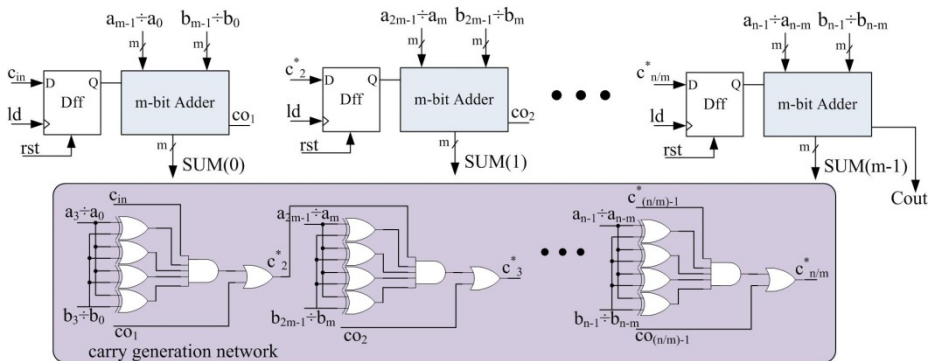 a_{m-1}÷a_0 b_{m-1}÷b_0
m m
c_in
D Q
Dff
m-bit Adder
ld
co_1
rst
m
SUM(0)
a_{2m-1}÷a_m b_{2m-1}÷b_m
m m
c*_2
D Q
Dff
m-bit Adder
ld
co_2
rst
m
SUM(1)
a_{n-1}÷a_{n-m} b_{n-1}÷b_{n-m}
m m
c*_{n/m}
D Q
Dff
m-bit Adder
ld
rst
m
SUM(m-1)
Cout
c_in
a_3÷a_0
b_3÷b_0
co_1
c*_2
a_{2m-1}÷a_m
b_{2m-1}÷b_m
co_2
c*_3
c*_{(n/m)-1}
a_{n-1}÷a_{n-m}
b_{n-1}÷b_{n-m}
co_{(n/m)-1}
c*_{n/m}
carry generation network